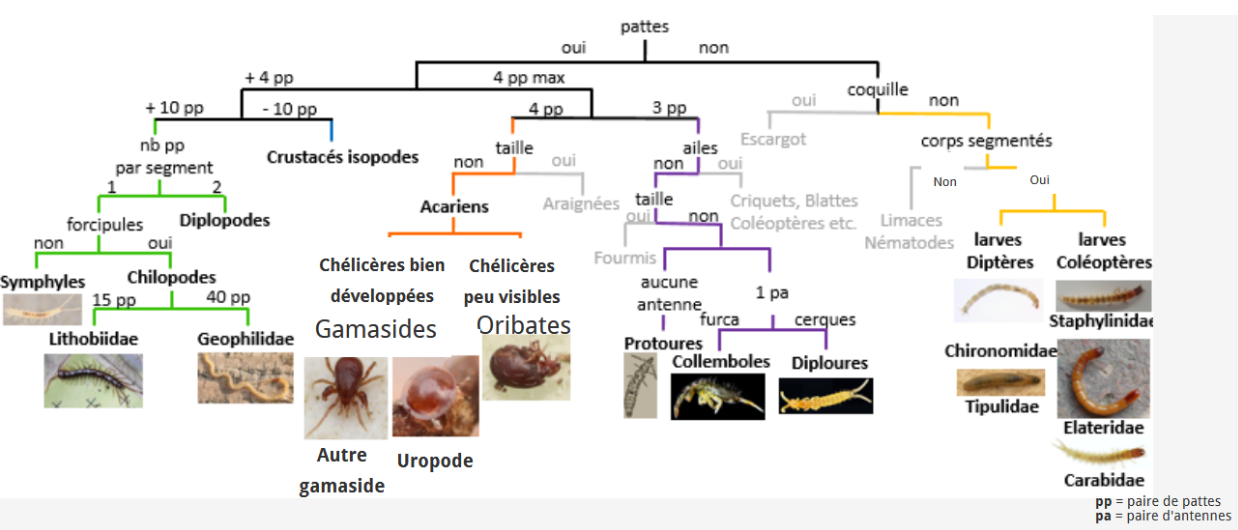 pattes
oui
non
+ 4 pp
4 pp max
coquille
+ 10 pp
- 10 pp
4 pp
3 pp
oui
non
nb pp
par segment
Crustacés isopodes
taille
ailes
Escargot
corps segmentés
non
oui
non
oui
1
2
Non
Oui
forcipules
Diplopodes
Acariens
Araignées
taille
Criquets, Blattes
Coléoptères etc.
Limaces
Nématodes
oui
non
non
oui
Fourmis
larves
Diptères
larves
Coléoptères
Symphyles
Chilopodes
Chélicères bien
développées
Chélicères
peu visibles
aucune
antenne
1 pa
15 pp
40 pp
Gamasides
Oribates
furca
cerques
Staphylinidae
Lithobiidae
Geophilidae
Protoures
Collemboles
Diploures
Chironomidae
Tipulidae
Elateridae
Autre
gamaside
Uropode
Carabidae
pp = paire de pattes
pa = paire d'antennes